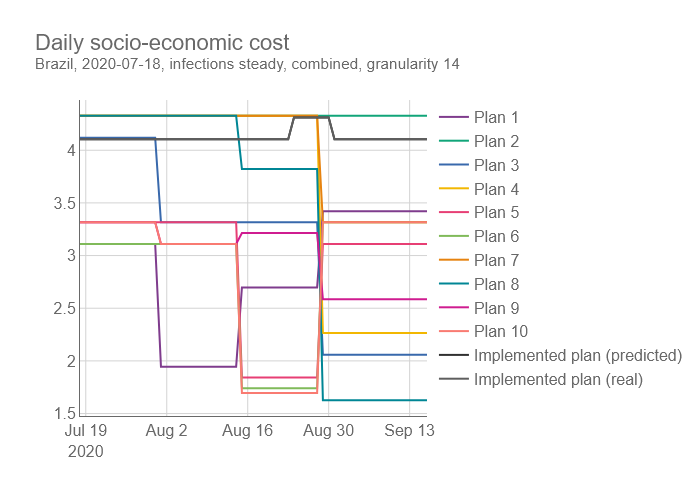 Daily socio-economic cost
Brazil, 2020-07-18, infections steady, combined, granularity 14
4
3.5
3
2.5
2
1.5
Jul 19
2020
Aug 2
Aug 16
Aug 30
Sep 13
Plan 1
Plan 2
Plan 3
Plan 4
Plan 5
Plan 6
Plan 7
Plan 8
Plan 9
Plan 10
Implemented plan (predicted)
Implemented plan (real)